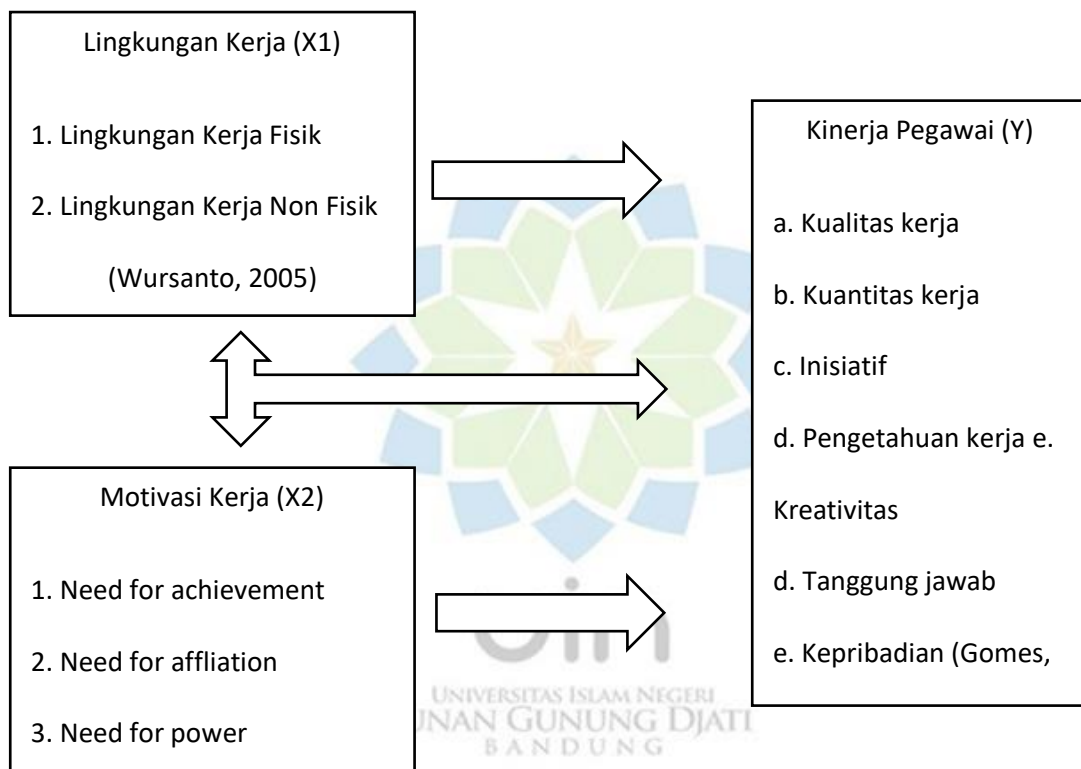 Lingkungan Kerja (X1)
1. Lingkungan Kerja Fisik
2. Lingkungan Kerja Non Fisik
(Wursanto, 2005)
Motivasi Kerja (X2)
1. Need for achievement
2. Need for affliation
3. Need for power
Kinerja Pegawai (Y)
a. Kualitas kerja
b. Kuantitas kerja
c. Inisiatif
d. Pengetahuan kerja e.
Kreativitas
d. Tanggung jawab
e. Kepribadian (Gomes,
uin
UNIVERSITAS ISLAM NEGERI
UNAN GUNUNG DJATI
BANDUNG